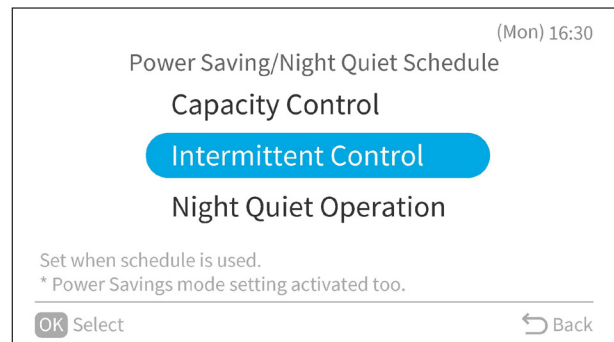 (Mon) 16:30
Power Saving/Night Quiet Schedule
Capacity Control
Intermittent Control
Night Quiet Operation
Set when schedule is used.
* Power Savings mode setting activated too.
OK Select
Back